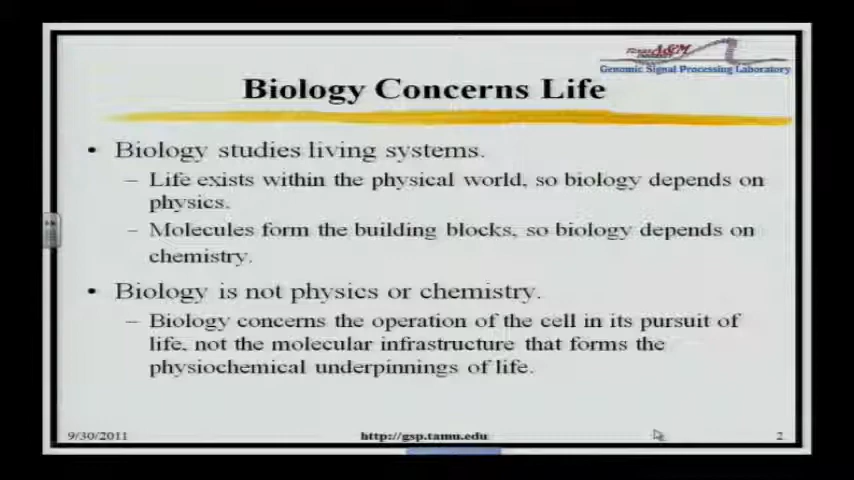 TEXAS A&M
UNIVERSITY
Genomic Signal Processing Laboratory
Biology Concerns Life
• Biology studies living systems.
– Life exists within the physical world, so biology depends on
physics.
– Molecules form the building blocks, so biology depends on
chemistry.
• Biology is not physics or chemistry.
– Biology concerns the operation of the cell in its pursuit of
life, not the molecular infrastructure that forms the
physiochemical underpinnings of life.
9/30/2011 http://gsp.tamu.edu 2